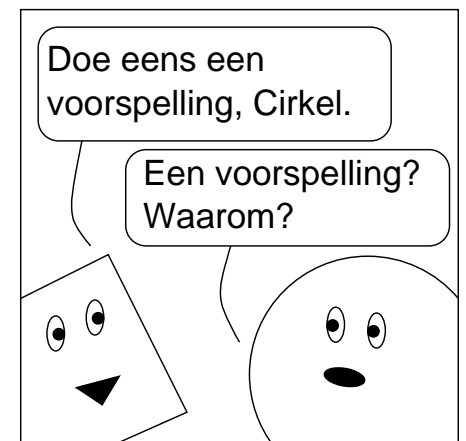 Doe eens een
voorspelling, Cirkel.
Een voorspelling?
Waarom?